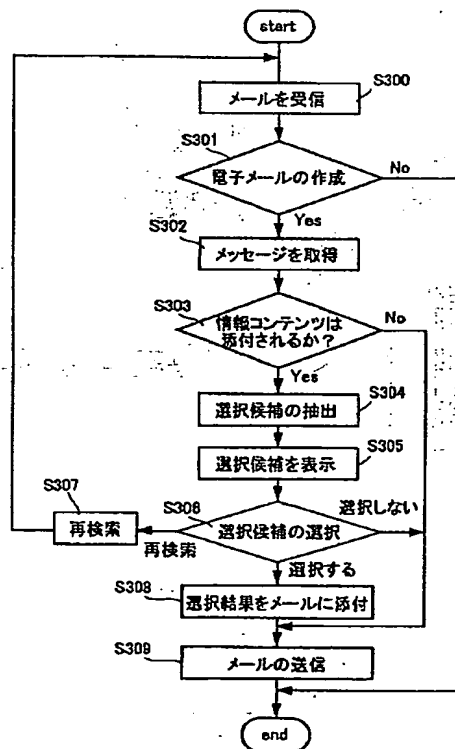 start
S300
メールを受信
S301
電子メールの作成
No
Yes
S302
メッセージを取得
S303
情報コンテンツは
添付されるか？
No
Yes
S304
選択候補の抽出
S305
選択候補を表示
S307
再検索
S306
選択候補の選択
選択しない
再検索
選択する
S308
選択結果をメールに添付
S309
メールの送信
end